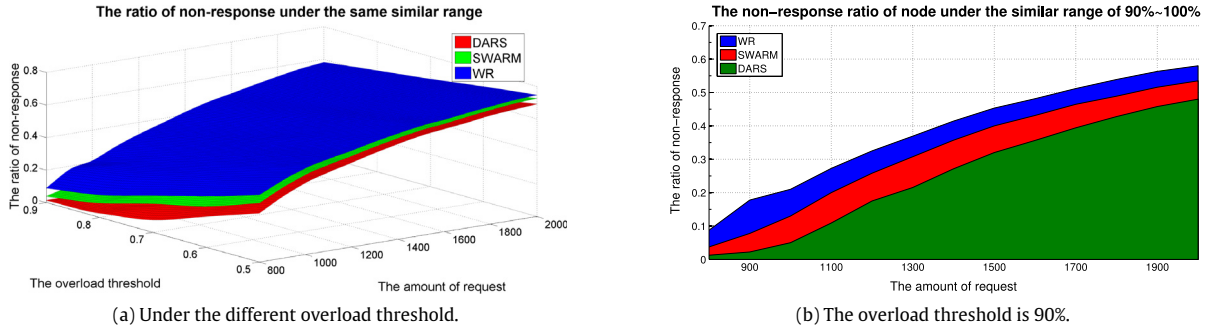 The ratio of non-response under the same similar range
DARS
SWARM
WR
The ratio of non-response
0.8
0.6
0.4
0.2
0
0.9
0.8
0.7
0.6
0.5
The overload threshold
800
1000
1200
1400
1600
1800
2000
The amount of request
(a) Under the different overload threshold.
The non−response ratio of node under the similar range of 90%~100%
WR
SWARM
DARS
The ratio of non−response
0.7
0.6
0.5
0.4
0.3
0.2
0.1
0
900
1100
1300
1500
1700
1900
The amount of request
(b) The overload threshold is 90%.